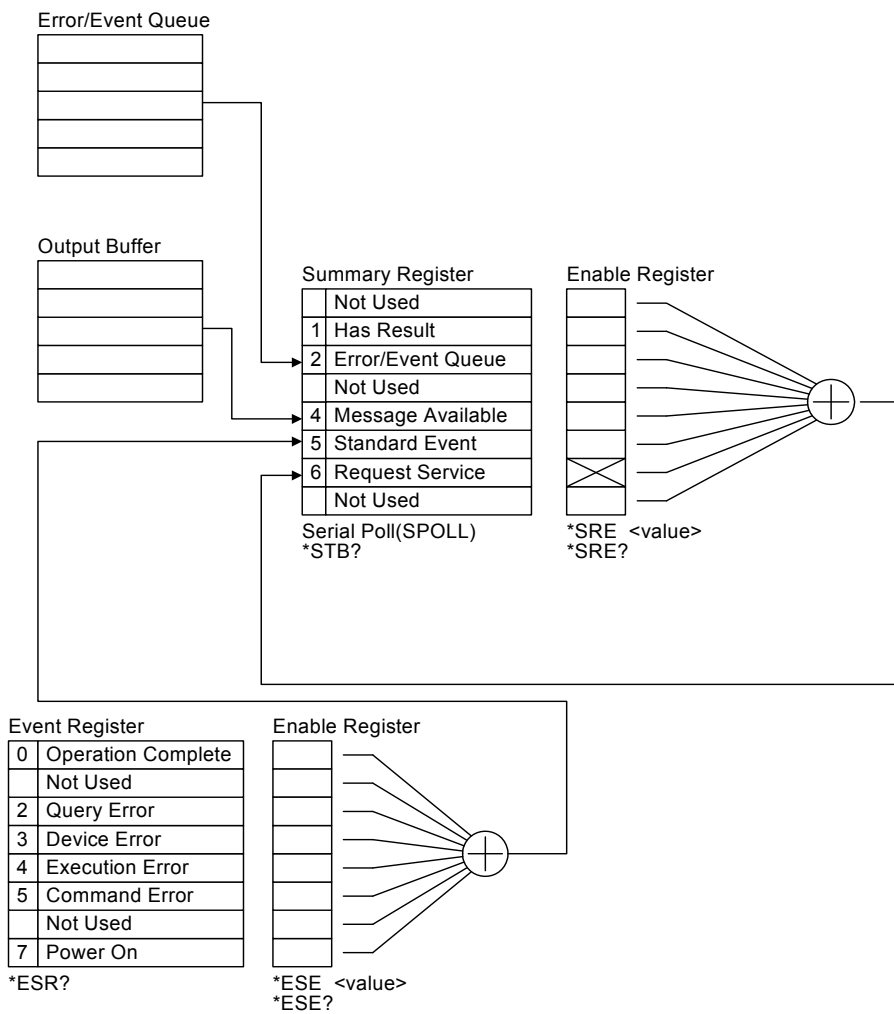 Error/Event Queue
Output Buffer
Summary Register
Not Used
1 Has Result
2 Error/Event Queue
Not Used
4 Message Available
5 Standard Event
6 Request Service
Not Used
Serial Poll(SPOLL)
*STB?
Enable Register
*SRE <value>
*SRE?
Event Register
0 Operation Complete
Not Used
2 Query Error
3 Device Error
4 Execution Error
5 Command Error
Not Used
7 Power On
*ESR?
Enable Register
*ESE <value>
*ESE?